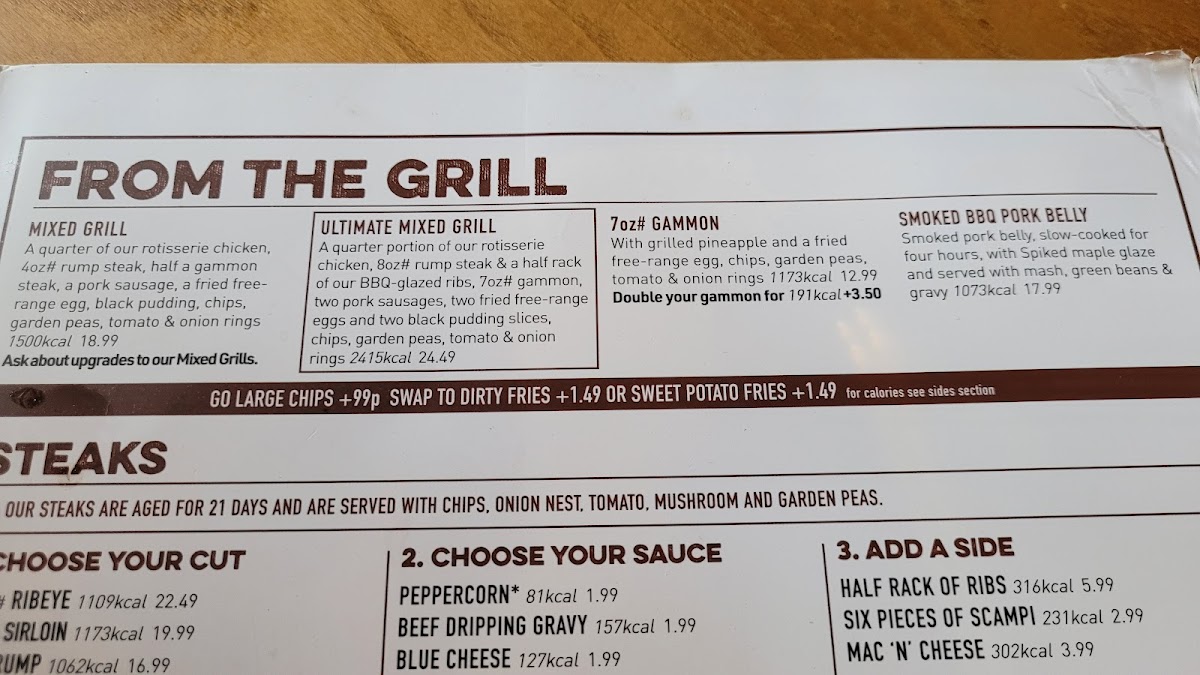 FROM THE GRILL
MIXED GRILL
A quarter of our rotisserie chicken,
4oz# rump steak, half a gammon
steak, a pork sausage, a fried free-
range egg, black pudding, chips,
garden peas, tomato & onion rings
1500kcal 18.99
Ask about upgrades to our Mixed Grills.
ULTIMATE MIXED GRILL
A quarter portion of our rotisserie
chicken, 8oz# rump steak & a half rack
of our BBQ-glazed ribs, 7oz# gammon,
two pork sausages, two fried free-range
eggs and two black pudding slices,
chips, garden peas, tomato & onion
rings 2415kcal 24.49
7oz# GAMMON
With grilled pineapple and a fried
free-range egg, chips, garden peas,
tomato & onion rings 1173kcal 12.99
Double your gammon for 191kcal +3.50
SMOKED BBQ PORK BELLY
Smoked pork belly, slow-cooked for
four hours, with Spiked maple glaze
and served with mash, green beans &
gravy 1073kcal 17.99
GO LARGE CHIPS +99p SWAP TO DIRTY FRIES +1.49 OR SWEET POTATO FRIES +1.49 for calories see sides section
STEAKS
OUR STEAKS ARE AGED FOR 21 DAYS AND ARE SERVED WITH CHIPS, ONION NEST, TOMATO, MUSHROOM AND GARDEN PEAS.
CHOOSE YOUR CUT
# RIBEYE 1109kcal 22.49
SIRLOIN 1173kcal 19.99
RUMP 1062kcal 16.99
2. CHOOSE YOUR SAUCE
PEPPERCORN* 81kcal 1.99
BEEF DRIPPING GRAVY 157kcal 1.99
BLUE CHEESE 127kcal 1.99
3. ADD A SIDE
HALF RACK OF RIBS 316kcal 5.99
SIX PIECES OF SCAMPI 231kcal 2.99
MAC 'N' CHEESE 302kcal 3.99